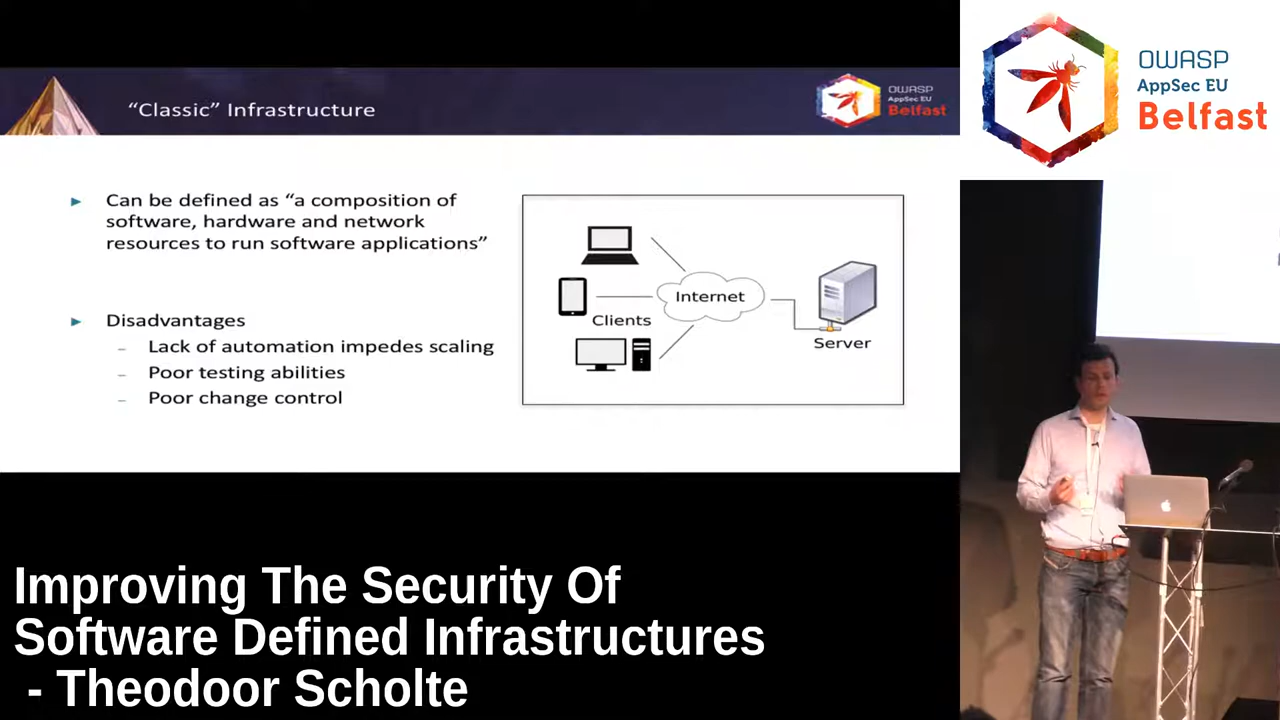 "Classic" Infrastructure
OWASP
AppSec EU
Belfast
► Can be defined as "a composition of
software, hardware and network
resources to run software applications"
► Disadvantages
– Lack of automation impedes scaling
– Poor testing abilities
– Poor change control
Internet
Clients
Server
OWASP
AppSec EU
Belfast
Improving The Security Of
Software Defined Infrastructures
- Theodoor Scholte